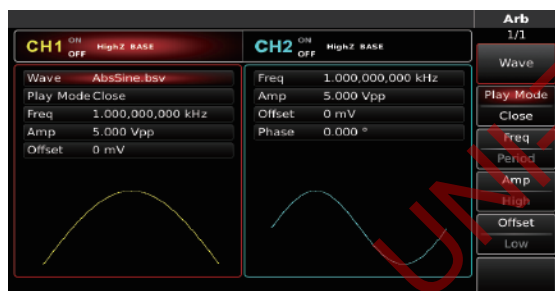 Arb
1/1
CH1 ON OFF HighZ BASE
CH2 ON OFF HighZ BASE
Wave
Wave AbsSine.bsv
Play Mode Close
Freq 1.000,000,000 kHz
Amp 5.000 Vpp
Offset 0 mV
Freq 1.000,000,000 kHz
Amp 5.000 Vpp
Offset 0 mV
Phase 0.000 °
Play Mode
Close
Freq
Period
Amp
High
Offset
Low
UNI-